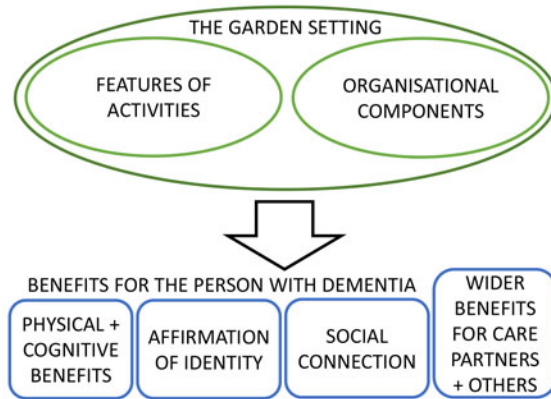 THE GARDEN SETTING
FEATURES OF
ACTIVITIES
ORGANISATIONAL
COMPONENTS
BENEFITS FOR THE PERSON WITH DEMENTIA
PHYSICAL +
COGNITIVE
BENEFITS
AFFIRMATION
OF IDENTITY
SOCIAL
CONNECTION
WIDER
BENEFITS
FOR CARE
PARTNERS
+ OTHERS